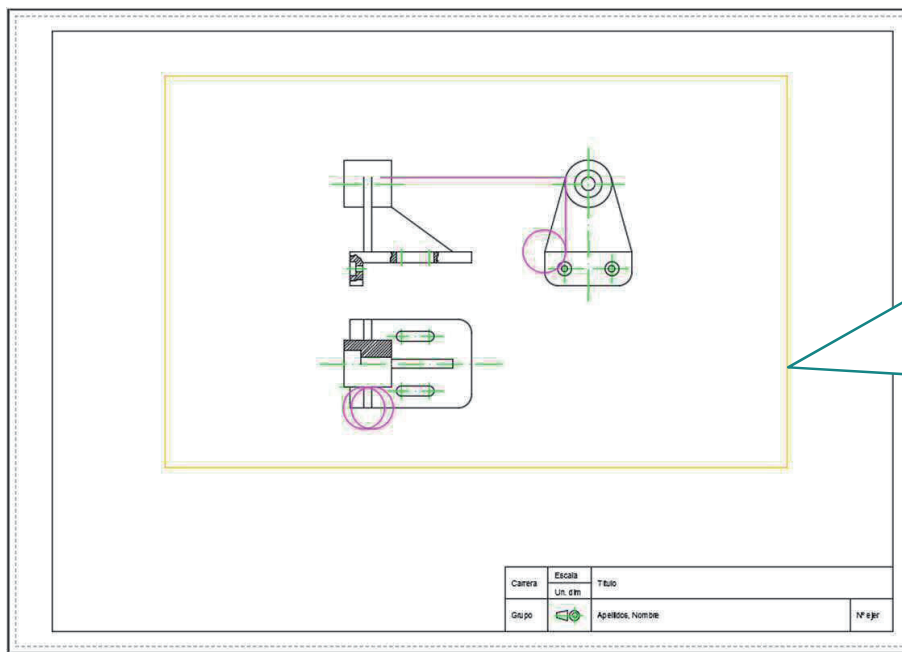 Carrera
Escala
Un. dim
Título
Grupo
Apellidos, Nombre
Nº ejer